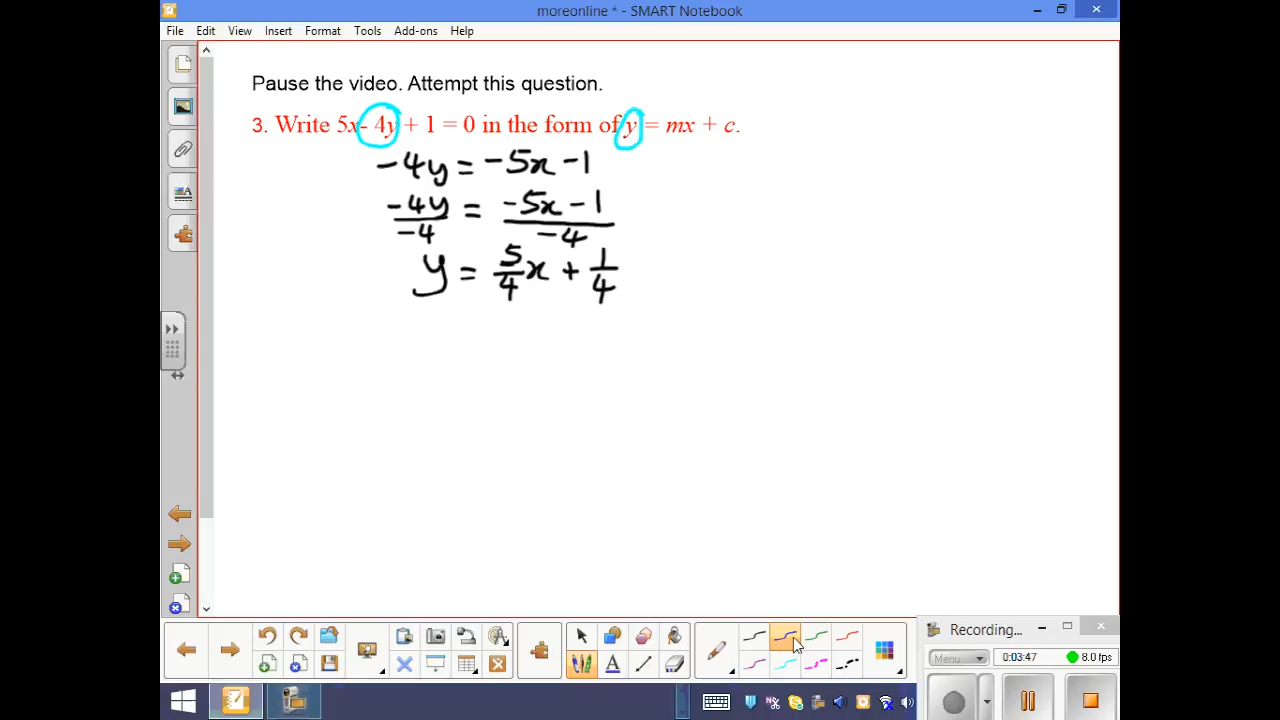 moreonline * - SMART Notebook
File Edit View Insert Format Tools Add-ons Help
Pause the video. Attempt this question.
3. Write 5x- 4y + 1 = 0 in the form of y = mx + c.
-4y = -5x -1
-4y/-4 = -5x -1/-4
y = 5/4 x + 1/4
Recording...
Menu 0:03:47 8.0 fps